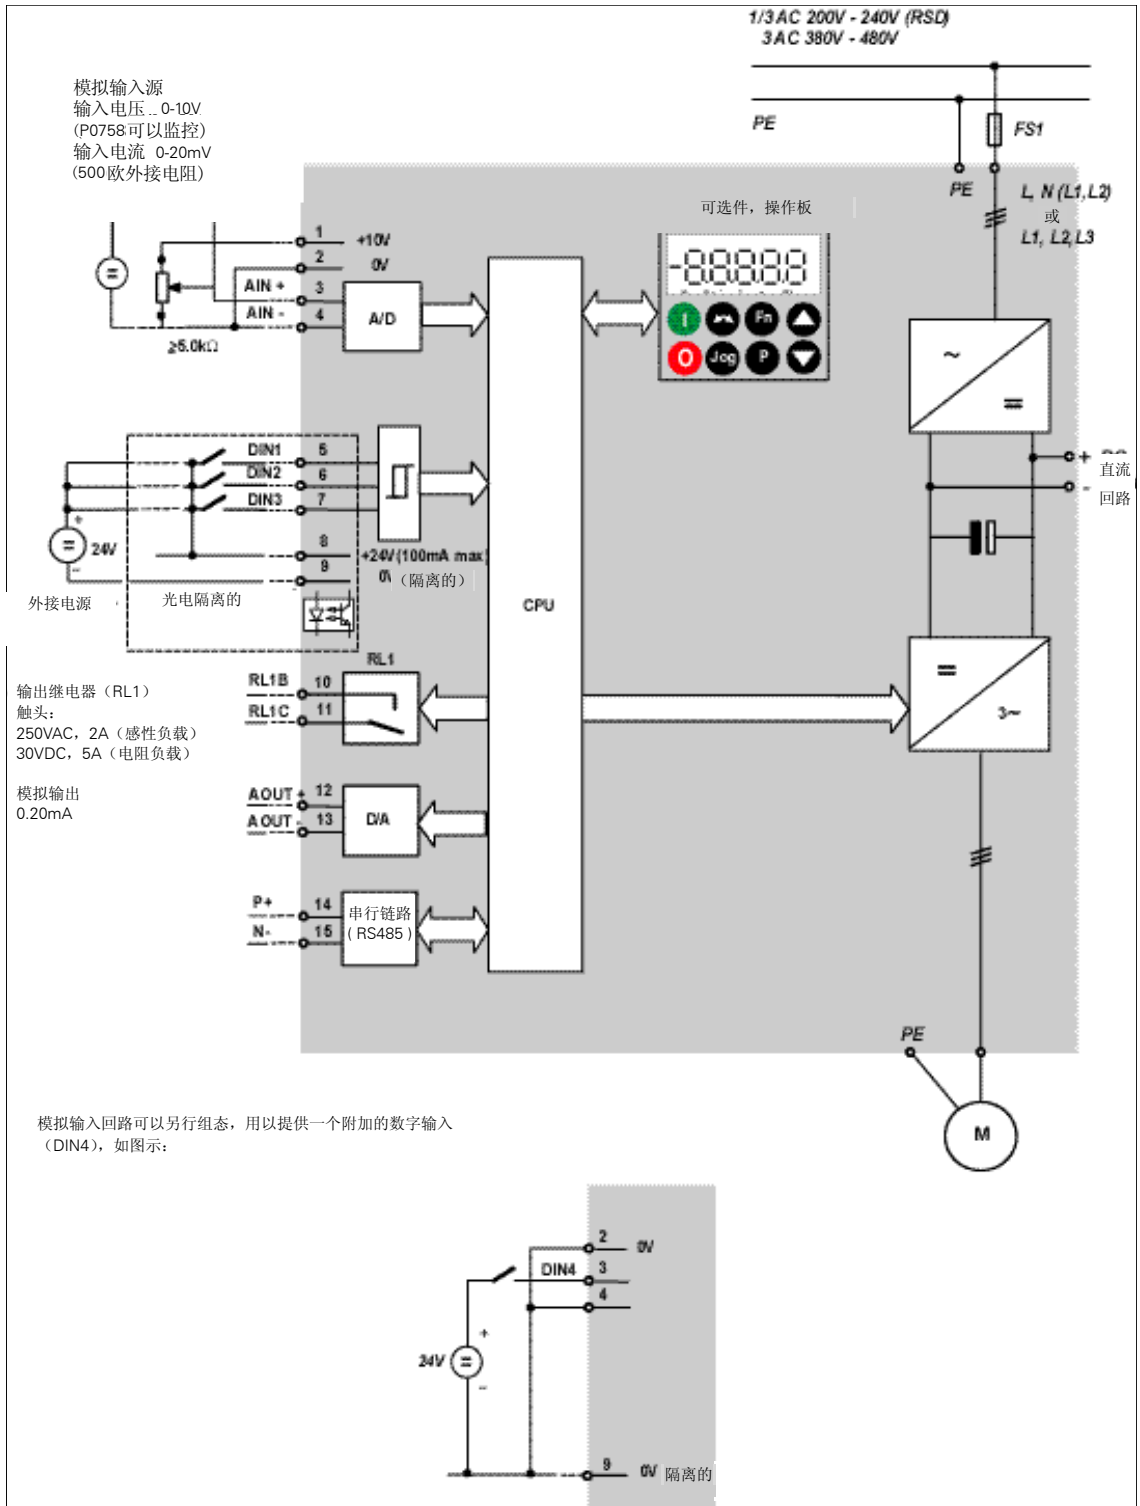 1/3 AC 200V - 240V (RSD)
3 AC 380V - 480V
模拟输入源
输入电压 0-10V
(P0758可以监控)
输入电流 0-20mV
(500欧外接电阻)
PE
FS1
PE
L, N (L1,L2)
或
L1, L2,L3
可选件，操作板
1
+10V
2
0V
AIN +
3
AIN -
4
A/D
≥5.0kΩ
-88888
I
Fn
0
Jog
P
~
=
DIN1
5
DIN2
6
DIN3
7
+
24V
-
8
+24V (100mA max)
9
0V
（隔离的）
外接电源
光电隔离的
CPU
+
直流
-
回路
RL1
RL1B
10
RL1C
11
输出继电器（RL1）
触头：
250VAC，2A（感性负载）
30VDC，5A（电阻负载）
=
3~
模拟输出
0.20mA
AOUT +
12
AOUT -
13
D/A
P+
14
N-
15
串行链路
( RS485 )
PE
M
模拟输入回路可以另行组态，用以提供一个附加的数字输入
（DIN4），如图示：
2
0V
DIN4
3
4
+
24V
-
9
0V 隔离的